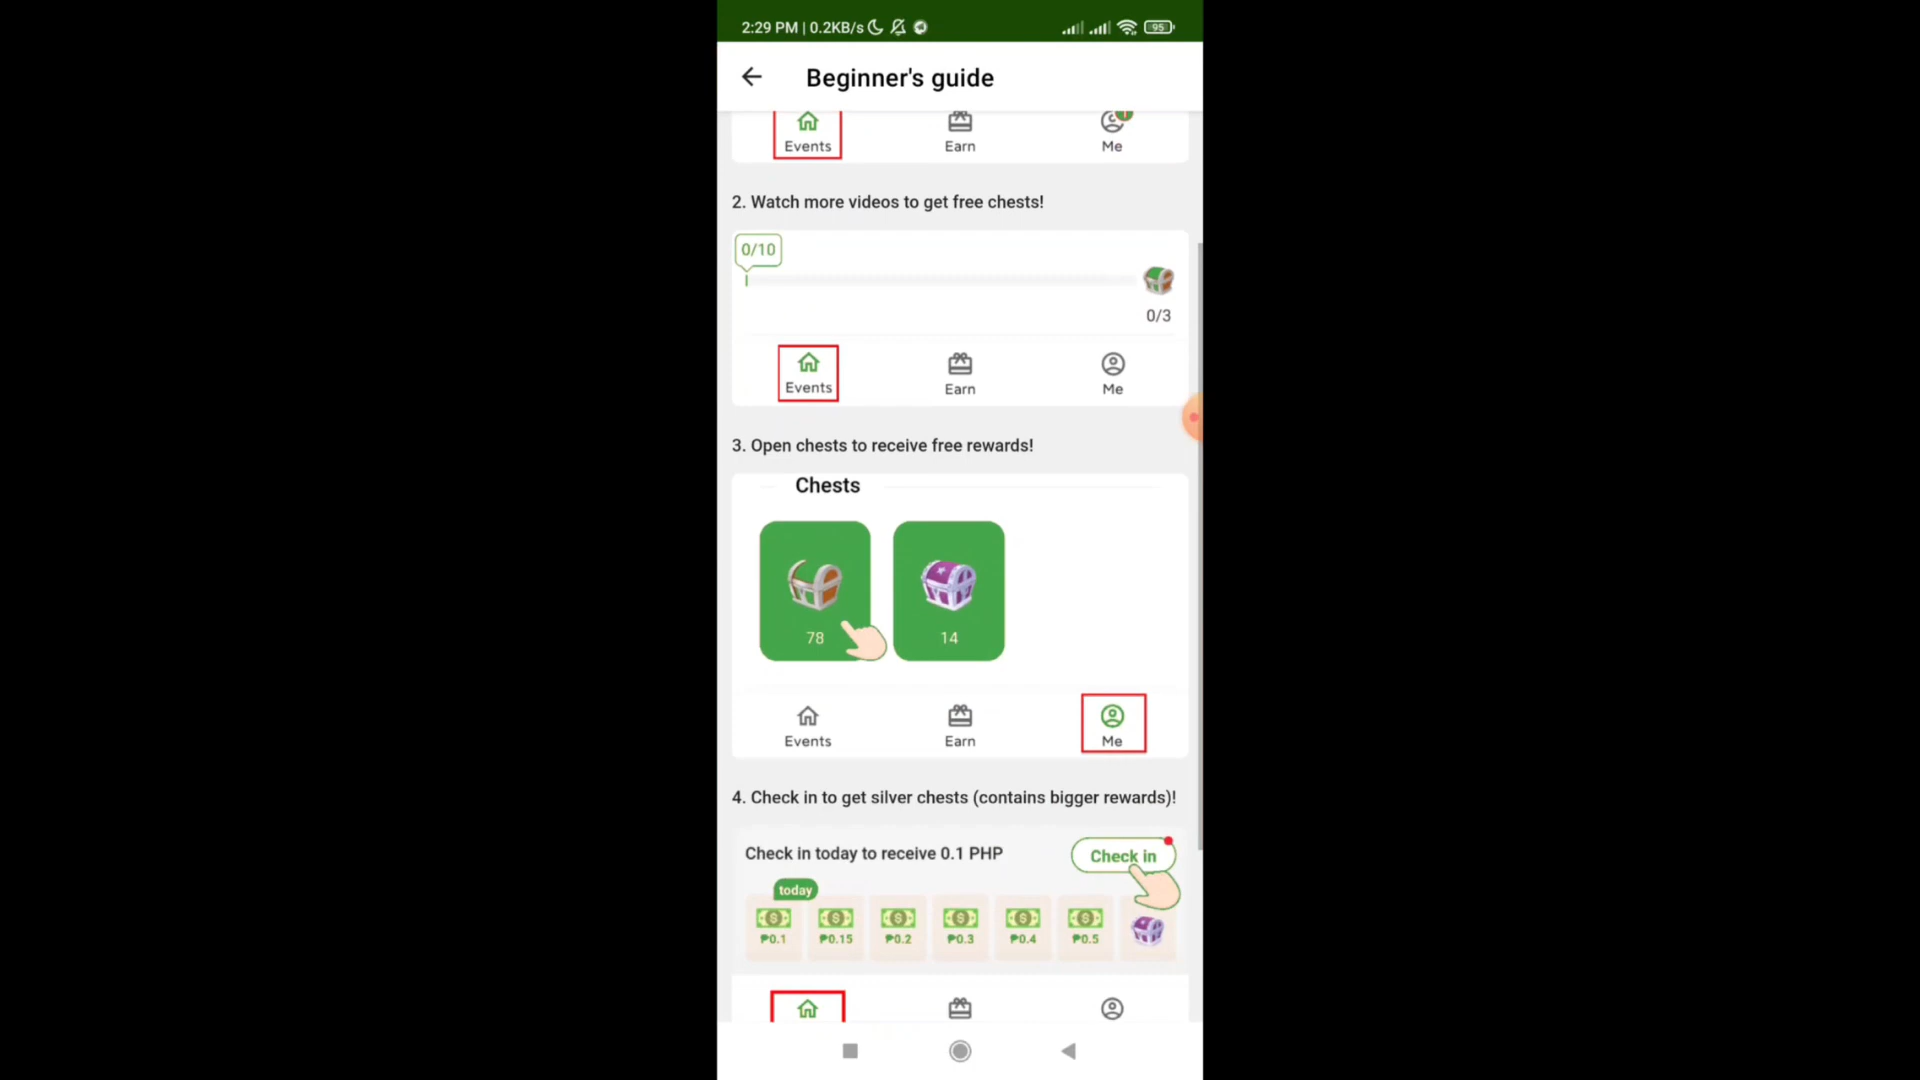 2:29 PM | 0.2KB/s
95
Beginner's guide
Events
Earn
Me
2. Watch more videos to get free chests!
0/10
0/3
Events
Earn
Me
3. Open chests to receive free rewards!
Chests
78
14
Events
Earn
Me
4. Check in to get silver chests (contains bigger rewards)!
Check in today to receive 0.1 PHP
Check in
today
₱0.1
₱0.15
₱0.2
₱0.3
₱0.4
₱0.5